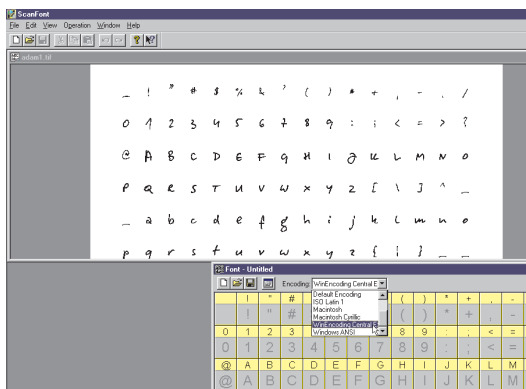 ScanFont
File Edit View Operation Window Help
adam1.tif
_ ! " # $ % & ' ( ) * + , - . /
0 1 2 3 4 5 6 7 8 9 : ; < = > ?
@ A B C D E F G H I J K L M N O
P Q R S T U V W X Y Z [ \ ] ^ _
_ a b c d e f g h i j k l m n o
p q r s t u v w x y z { | } _ _
Font - Untitled
Encoding: WinEncoding Central E
Default Encoding
ISO Latin 1
Macintosh
Macintosh Cyrillic
WinEncoding Central E
Windows ANSI
! " # ( ) * + , -
! " # ( ) * + , -
0 1 2 3 8 9 : ; < =
0 1 2 3 4 5 6 7 8 9 : ; < =
@ A B C D E F G H I J K L M
@ A B C D E F G H I J K L M